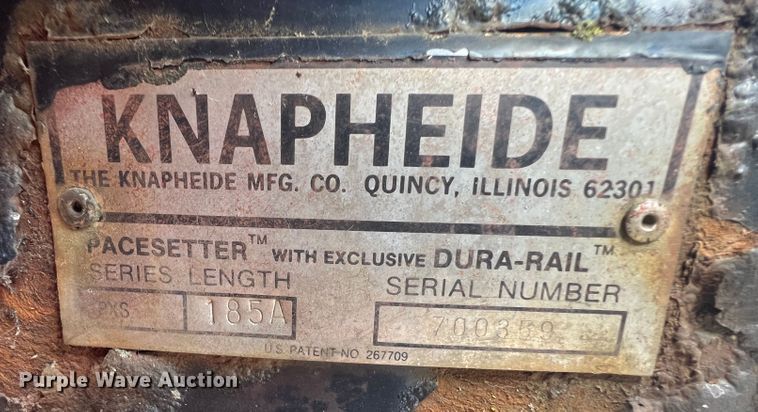 KNAPHEIDE
THE KNAPHEIDE MFG. CO. QUINCY, ILLINOIS 62301
PACESETTER™ WITH EXCLUSIVE DURA-RAIL™
SERIES LENGTH SERIAL NUMBER
185A 700359
U.S. PATENT NO 267709
Purple Wave Auction